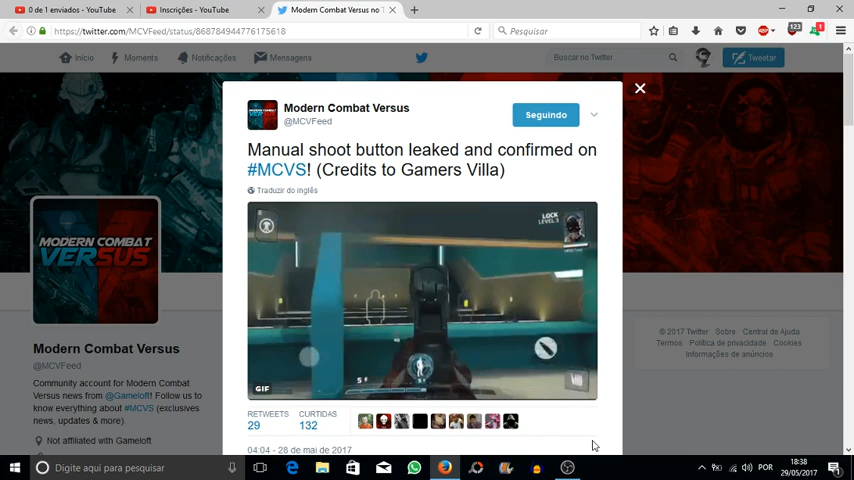 0 de 1 enviados - YouTube
Inscrições - YouTube
Modern Combat Versus no T
https://twitter.com/MCVFeed/status/868784944776175618
Pesquisar
ABP
123
Início
Moments
Notificações
Mensagens
Buscar no Twitter
Tweetar
Modern Combat Versus
@MCVFeed
Seguindo
Manual shoot button leaked and confirmed on
#MCVS! (Credits to Gamers Villa)
Traduzir do inglês
LOCK
LEVEL 3
GIF
RETWEETS
29
CURTIDAS
132
04:04 - 28 de mai de 2017
MODERN COMBAT
VERSUS
Modern Combat Versus
@MCVFeed
Community account for Modern Combat
Versus news from @Gameloft! Follow us to
know everything about #MCVS (exclusives
news, updates & more).
Not affiliated with Gameloft
© 2017 Twitter Sobre Central de Ajuda
Termos Política de privacidade Cookies
Informações de anúncios
Digite aqui para pesquisar
POR
18:38
29/05/2017